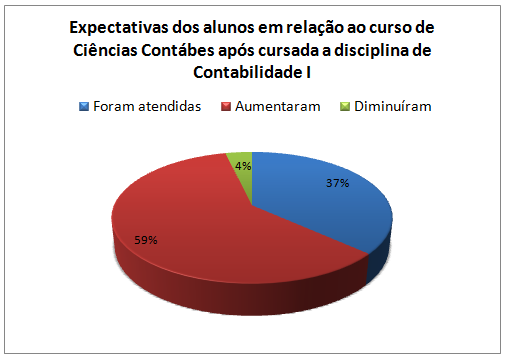 Expectativas dos alunos em relação ao curso de
Ciências Contábes após cursada a disciplina de
Contabilidade I
Foram atendidas Aumentaram Diminuíram
4%
37%
59%